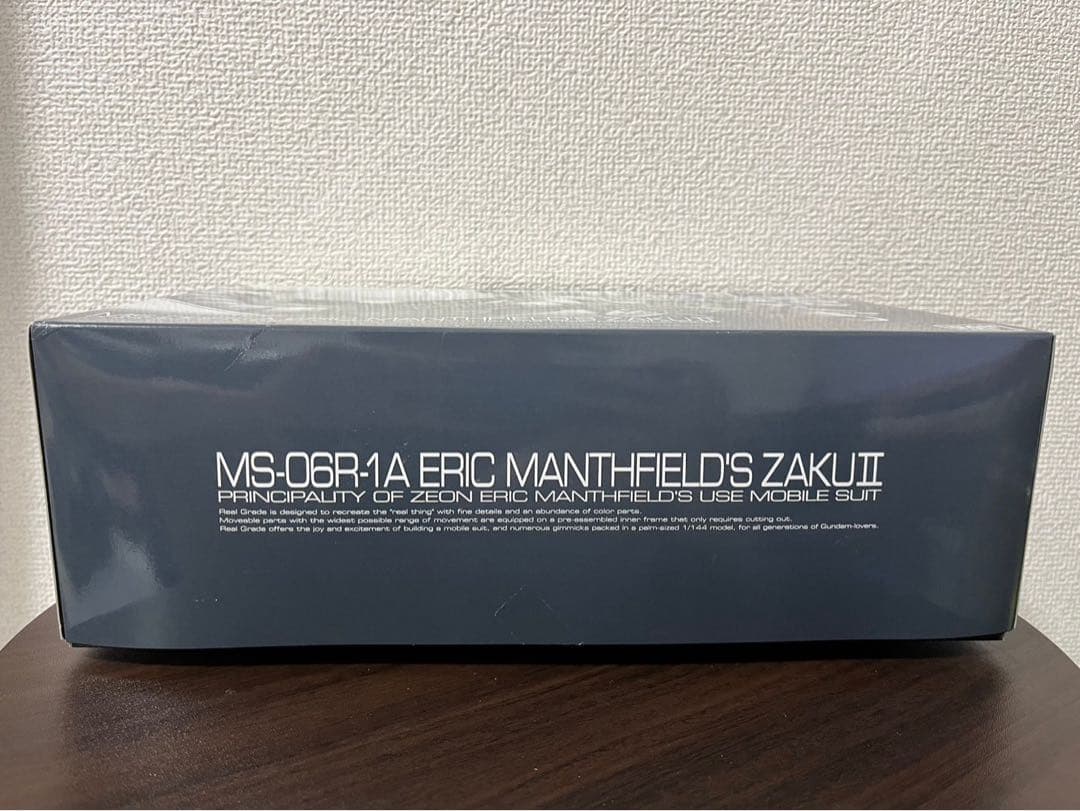 MS-06R-1A ERIC MANTHFIELD'S ZAKUII
PRINCIPALITY OF ZEON ERIC MANTHFIELD'S USE MOBILE SUIT
Real Grade is designed to recreate the "real thing" with fine details and an abundance of color parts.
Moveable parts with the widest possible range of movement are equipped on a pre-assembled inner frame that only requires cutting out.
Real Grade offers the joy and excitement of building a mobile suit, and numerous gimmicks packed in a palm-sized 1/144 model, for all generations of Gundam-lovers.